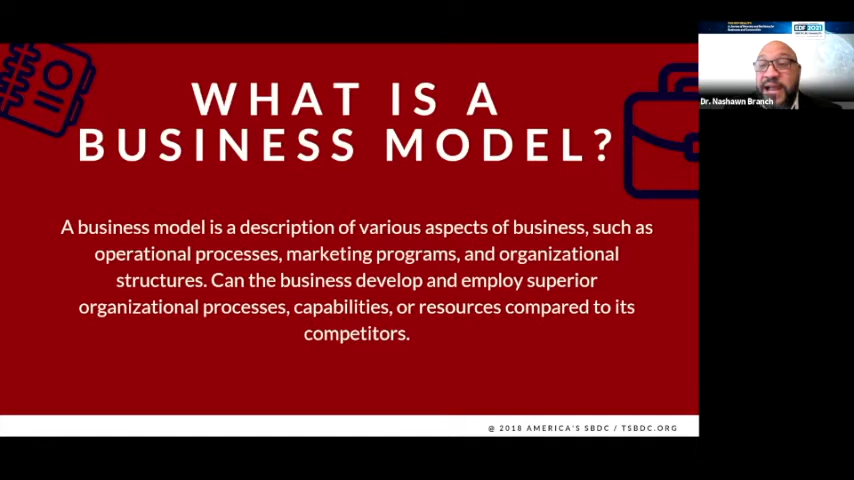 WHAT IS A
BUSINESS MODEL?
A business model is a description of various aspects of business, such as
operational processes, marketing programs, and organizational
structures. Can the business develop and employ superior
organizational processes, capabilities, or resources compared to its
competitors.
@ 2018 AMERICA'S SBDC / TSBDC.ORG
EDF 2021
Dr. Nashawn Branch